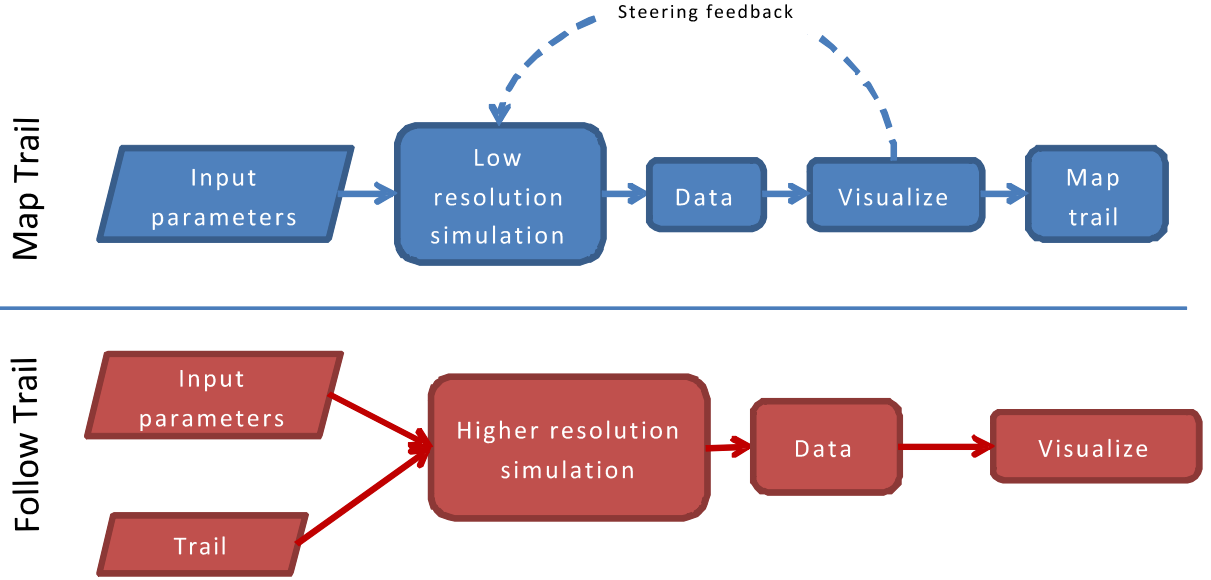 Steering feedback
Map Trail
Input
parameters
Low
resolution
simulation
Data
Visualize
Map
trail
Follow Trail
Input
parameters
Trail
Higher resolution
simulation
Data
Visualize